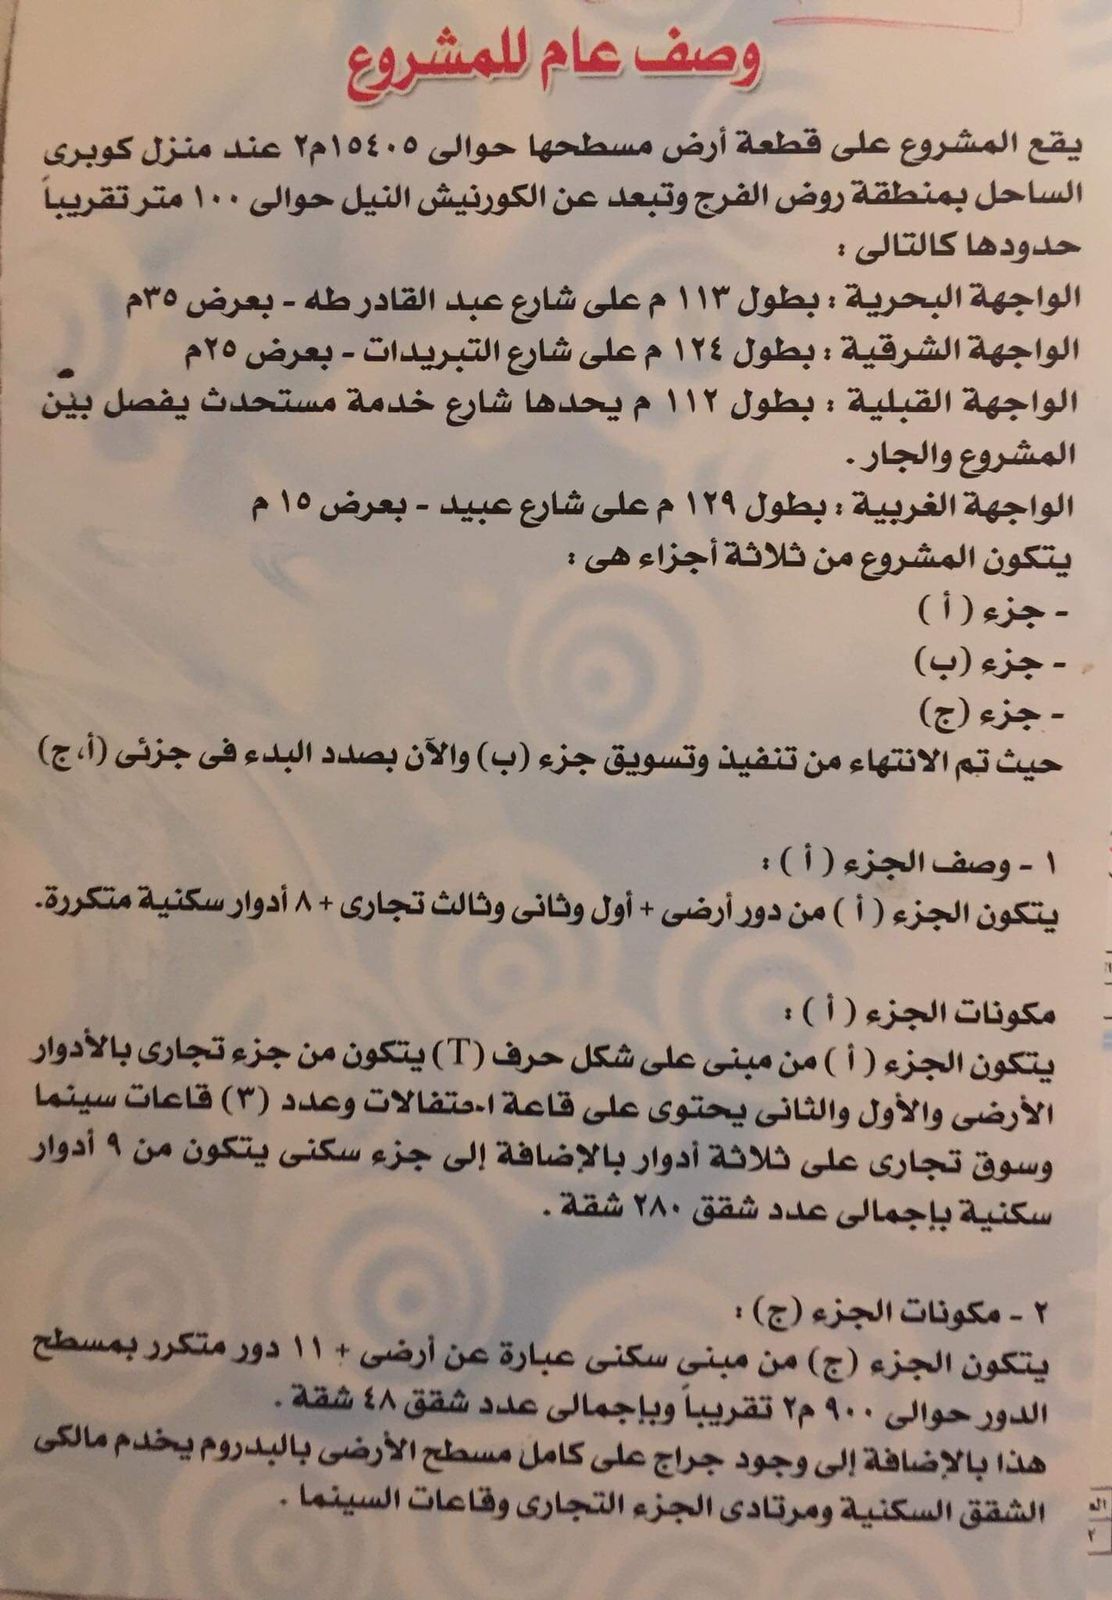 وصف عام للمشروع
يقع المشروع على قطعة أرض مسطحها حوالى ١٥٤٠٥م٢ عند منزل كوبرى
الساحل بمنطقة روض الفرج وتبعد عن الكورنيش النيل حوالى ١٠٠ متر تقريباً
حدودها كالتالى :
الواجهة البحرية : بطول ١١٣ م على شارع عبد القادر طه - بعرض ٣٥م
الواجهة الشرقية : بطول ١٢٤ م على شارع التبريدات - بعرض ٢٥م
الواجهة القبلية : بطول ١١٢ م يحدها شارع خدمة مستحدث يفصل بين
المشروع والجار .
الواجهة الغربية : بطول ١٢٩ م على شارع عبيد - بعرض ١٥ م
يتكون المشروع من ثلاثة أجزاء هى :
- جزء ( أ )
- جزء (ب)
- جزء (ج)
حيث تم الانتهاء من تنفيذ وتسويق جزء (ب) والآن بصدد البدء فى جزئى (أ، ج)
١ - وصف الجزء ( أ ) :
يتكون الجزء ( أ ) من دور أرضى + أول وثانى وثالث تجارى + ٨ أدوار سكنية متكررة.
مكونات الجزء ( أ ) :
يتكون الجزء ( أ ) من مبنى على شكل حرف (T) يتكون من جزء تجارى بالأدوار
الأرضى والأول والثانى يحتوى على قاعة احتفالات وعدد (٣) قاعات سينما
وسوق تجارى على ثلاثة أدوار بالإضافة إلى جزء سكنى يتكون من ٩ أدوار
سكنية بإجمالى عدد شقق ٢٨٠ شقة .
٢ - مكونات الجزء (ج) :
يتكون الجزء (ج) من مبنى سكنى عبارة عن أرضى + ١١ دور متكرر بمسطح
الدور حوالى ٩٠٠ م٢ تقريباً وبإجمالى عدد شقق ٤٨ شقة .
هذا بالإضافة إلى وجود جراج على كامل مسطح الأرضى بالبدروم يخدم مالكى
الشقق السكنية ومرتادى الجزء التجارى وقاعات السينما .